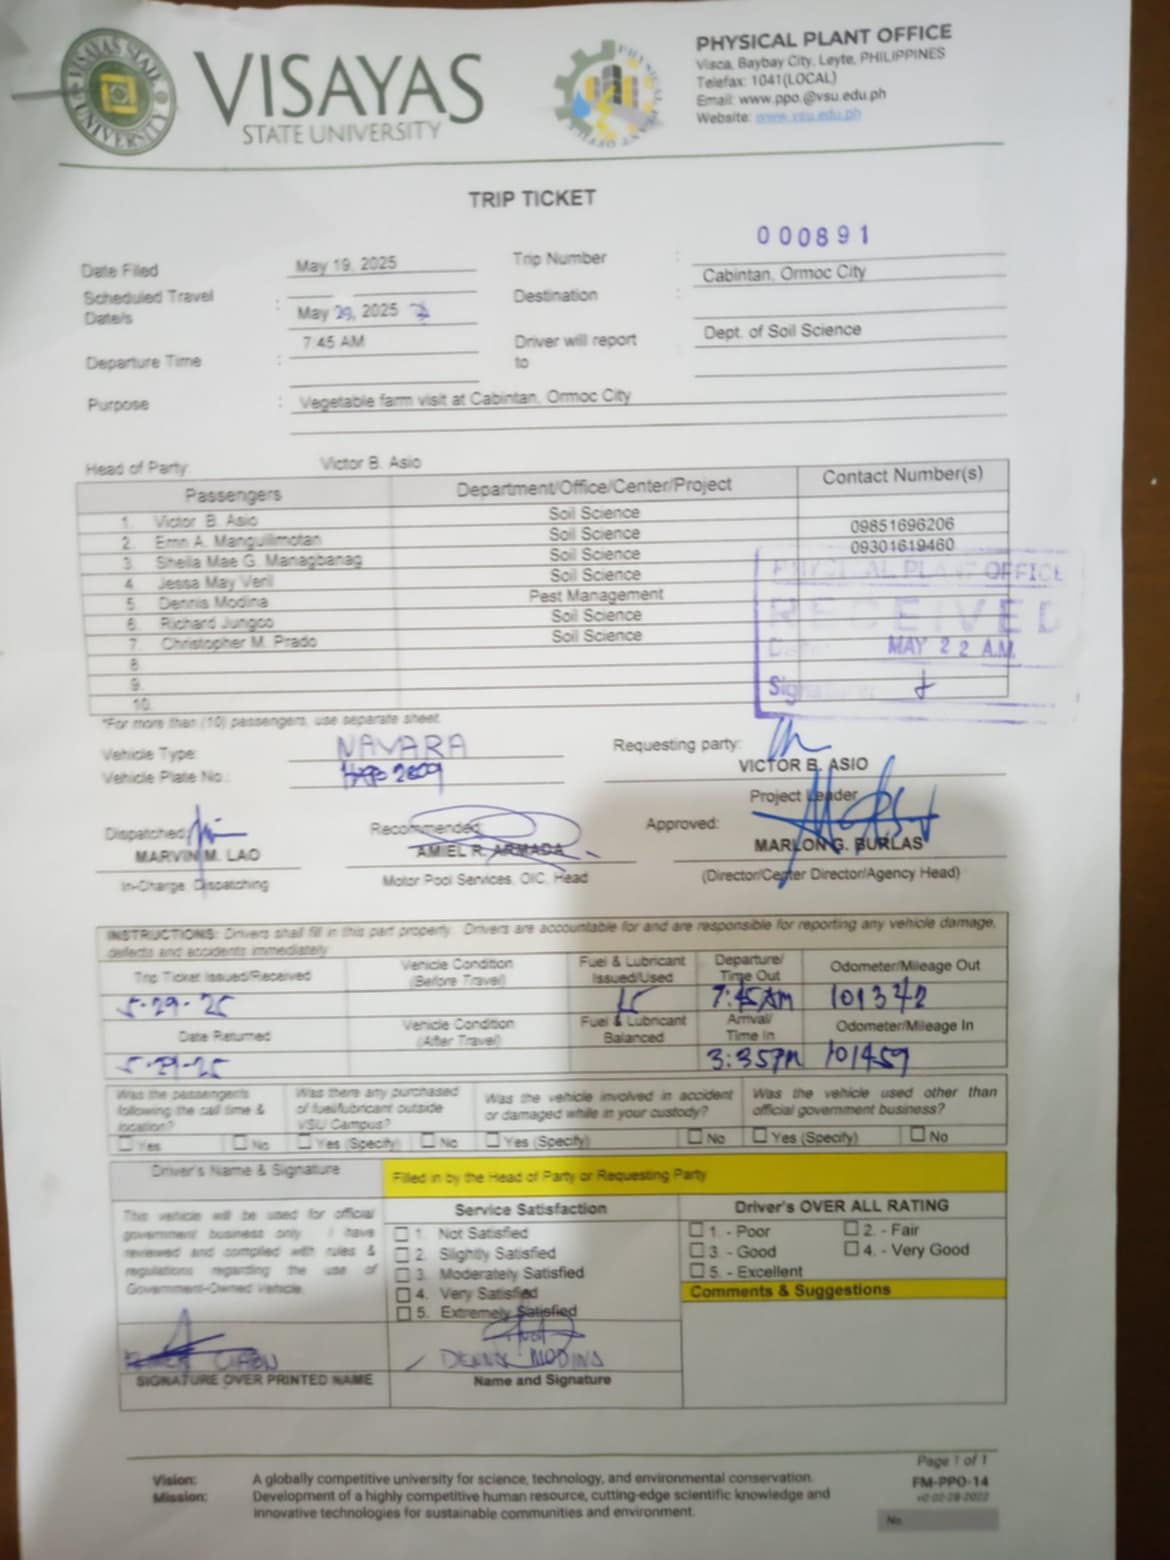 VISAYAS
STATE UNIVERSITY
VISAYAS STATE UNIVERSITY
PHYSICAL PLANT OFFICE
Visca, Baybay City, Leyte, PHILIPPINES
Telefax: 1041(LOCAL)
Email: www.ppo.@vsu.edu.ph
Website: www.vsu.edu.ph
TRIP TICKET
Date Filed May 19, 2025 Trip Number : 000891
Scheduled Travel Date/s : May 29, 2025 Destination : Cabintan, Ormoc City
Departure Time : 7:45 AM Driver will report to Dept. of Soil Science
Purpose : Vegetable farm visit at Cabintan, Ormoc City
Head of Party: Victor B. Asio
Passengers Department/Office/Center/Project Contact Number(s)
1. Victor B. Asio Soil Science
2. Emn A. Mangulimotan Soil Science 09851696206
3. Sheila Mae G. Managbanag Soil Science 09301619460
4. Jessa May Soil Science
5. Dennis Modina Pest Management
6. Richard Jungco Soil Science
7. Christopher M. Prado Soil Science
8.
9.
10.
PHYSICAL PLANT OFFICE
RECEIVED
Date: MAY 22 A.M.
Signature:
*For more than (10) passengers, use separate sheet.
Vehicle Type: NAVARA Requesting party:
Vehicle Plate No.: VICTOR B. ASIO
Project Leader
Dispatched: Recommended: Approved:
MARVIN M. LAO AMIEL R. ARMADA MARLON G. BURLAS
In-Charge, Dispatching Motor Pool Services, OIC, Head (Director/Center Director/Agency Head)
INSTRUCTIONS: Drivers shall fill in this part properly. Drivers are accountable for and are responsible for reporting any vehicle damage, defects and accidents immediately
Trip Ticket Issued/Received Vehicle Condition (Before Travel) Fuel & Lubricant Issued/Used Departure/ Time Out Odometer/Mileage Out
5-29-25 15 7:45AM 101342
Date Returned Vehicle Condition (After Travel) Fuel & Lubricant Balanced Arrival/ Time In Odometer/Mileage In
5-29-25 3:35PM 101459
Was the passengers following the call time & location? Was there any purchased of fuel/lubricant outside VSU Campus? Was the vehicle involved in accident or damaged while in your custody? Was the vehicle used other than official government business?
Yes No Yes (Specify) No Yes (Specify) No Yes (Specify) No
Driver's Name & Signature Filled in by the Head of Party or Requesting Party
This vehicle will be used for official government business only. I have reviewed and complied with rules & regulations regarding the use of Government-Owned Vehicle.
Service Satisfaction
1. Not Satisfied
2. Slightly Satisfied
3. Moderately Satisfied
4. Very Satisfied
5. Extremely Satisfied
Driver's OVER ALL RATING
1. - Poor 2. - Fair
3. - Good 4. - Very Good
5. - Excellent
Comments & Suggestions
DENNIS MODINA
SIGNATURE OVER PRINTED NAME Name and Signature
Page 1 of 1
Vision: A globally competitive university for science, technology, and environmental conservation.
FM-PPO-14
Mission: Development of a highly competitive human resource, cutting-edge scientific knowledge and
innovative technologies for sustainable communities and environment.
v0 02-28-2022
No.